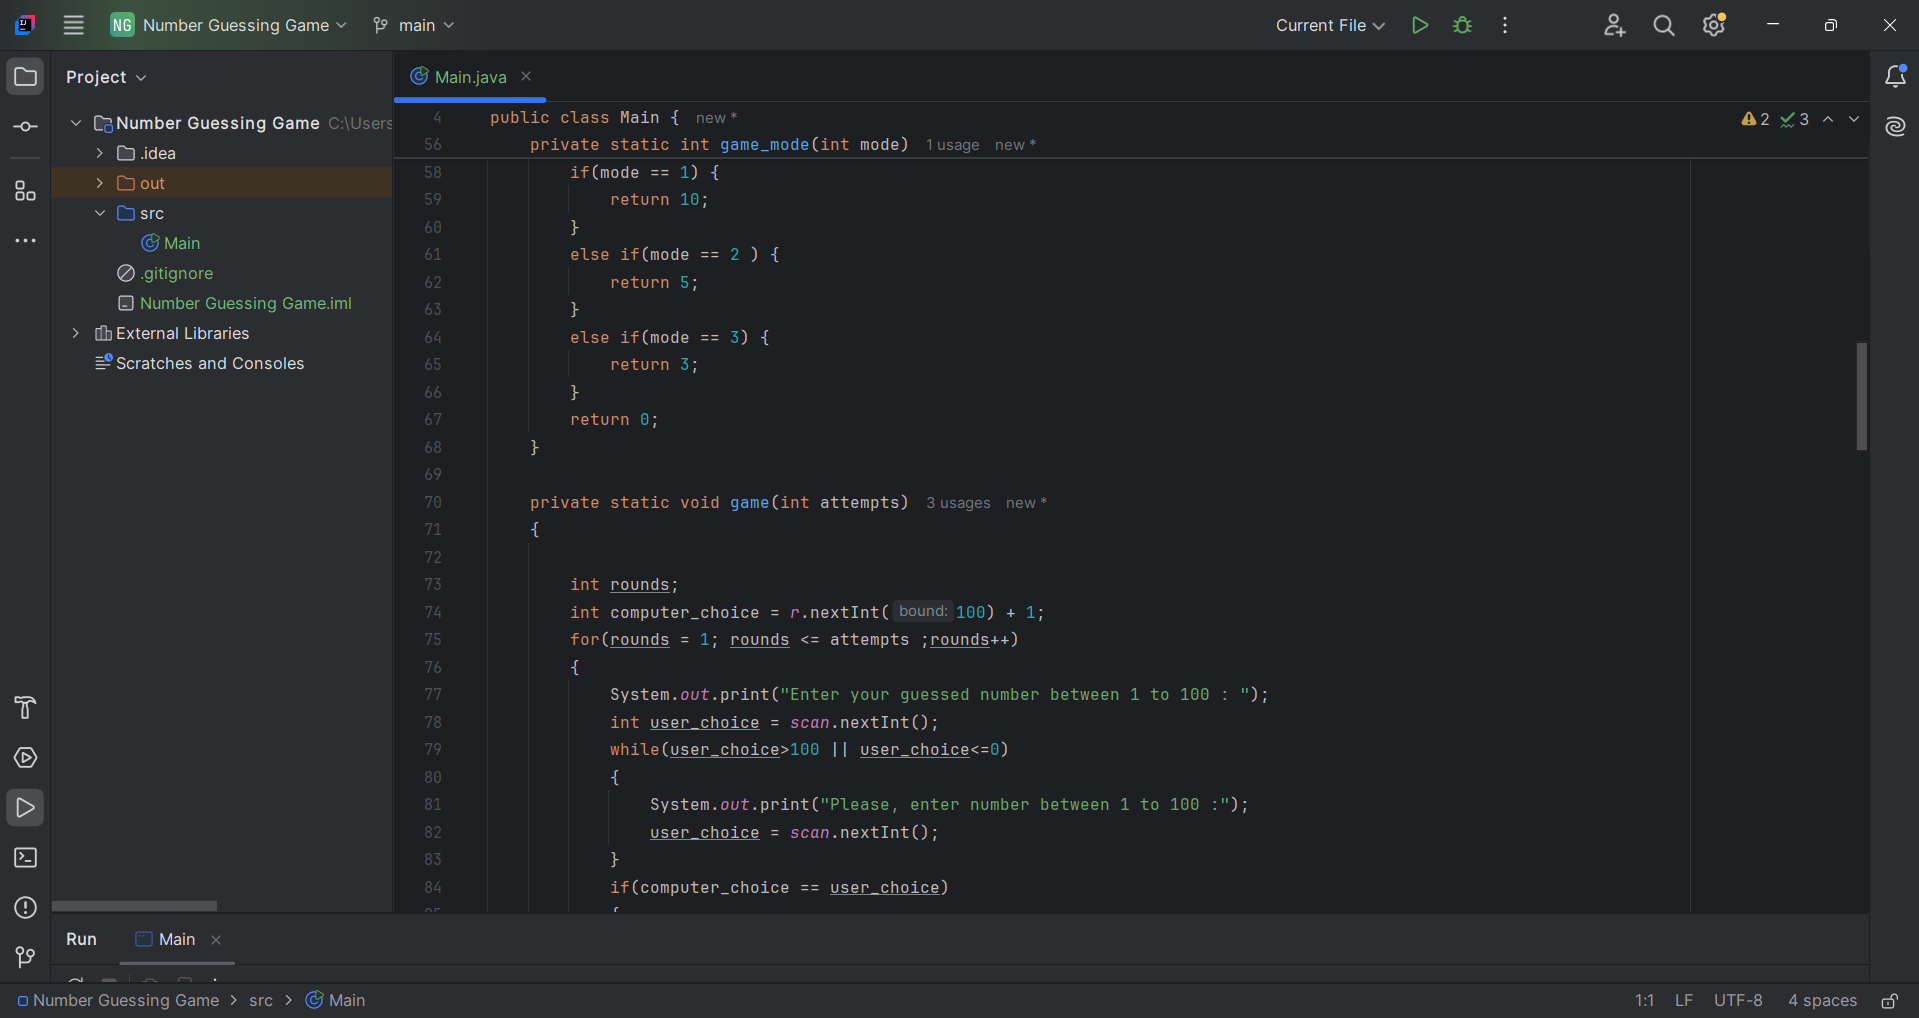 NG Number Guessing Game main Current File
Project
Main.java
Number Guessing Game C:\Users
.idea
out
src
Main
.gitignore
Number Guessing Game.iml
External Libraries
Scratches and Consoles
2 3
4 public class Main { new *
56 private static int game_mode(int mode) 1 usage new *
58 if(mode == 1) {
59 return 10;
60 }
61 else if(mode == 2 ) {
62 return 5;
63 }
64 else if(mode == 3) {
65 return 3;
66 }
67 return 0;
68 }
69
70 private static void game(int attempts) 3 usages new *
71 {
72
73 int rounds;
74 int computer_choice = r.nextInt( bound: 100) + 1;
75 for(rounds = 1; rounds <= attempts ;rounds++)
76 {
77 System.out.print("Enter your guessed number between 1 to 100 : ");
78 int user_choice = scan.nextInt();
79 while(user_choice>100 || user_choice<=0)
80 {
81 System.out.print("Please, enter number between 1 to 100 :");
82 user_choice = scan.nextInt();
83 }
84 if(computer_choice == user_choice)
Run Main
Number Guessing Game > src > Main 1:1 LF UTF-8 4 spaces